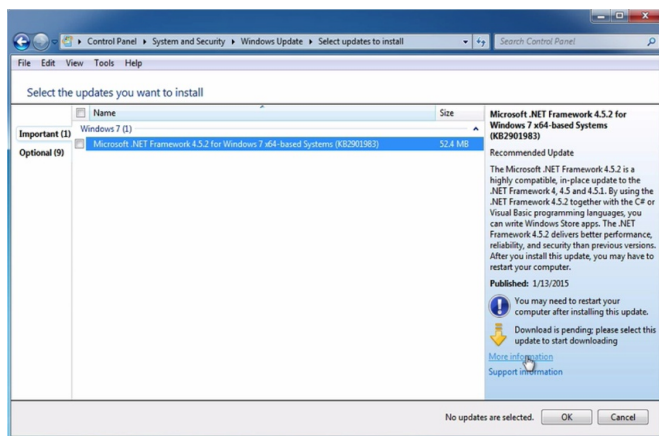 Control Panel ▸ System and Security ▸ Windows Update ▸ Select updates to install
Search Control Panel
File Edit View Tools Help
Select the updates you want to install
Name Size
Important (1)
Optional (9)
Windows 7 (1)
Microsoft .NET Framework 4.5.2 for Windows 7 x64-based Systems (KB2901983) 52.4 MB
Microsoft .NET Framework 4.5.2 for
Windows 7 x64-based Systems
(KB2901983)
Recommended Update
The Microsoft .NET Framework 4.5.2 is a
highly compatible, in-place update to the
.NET Framework 4, 4.5 and 4.5.1. By using the
.NET Framework 4.5.2 together with the C# or
Visual Basic programming languages, you
can write Windows Store apps. The .NET
Framework 4.5.2 delivers better performance,
reliability, and security than previous versions.
After you install this update, you may have to
restart your computer.
Published: 1/13/2015
You may need to restart your
computer after installing this update.
Download is pending; please select this
update to start downloading
More information
Support information
No updates are selected. OK Cancel